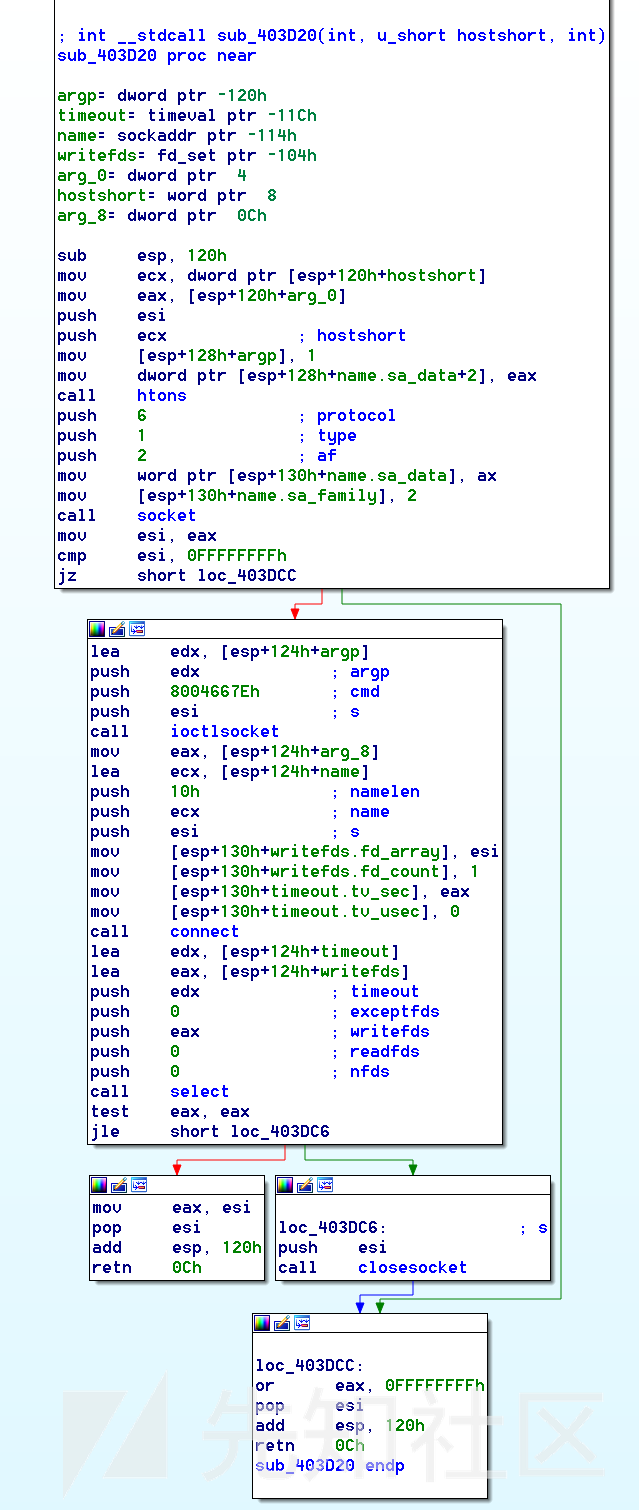 ; int __stdcall sub_403D20(int, u_short hostshort, int)
sub_403D20 proc near
argp= dword ptr -120h
timeout= timeval ptr -11Ch
name= sockaddr ptr -114h
writefds= fd_set ptr -104h
arg_0= dword ptr  4
hostshort= word ptr  8
arg_8= dword ptr  0Ch
sub     esp, 120h
mov     ecx, dword ptr [esp+120h+hostshort]
mov     eax, [esp+120h+arg_0]
push    esi
push    ecx             ; hostshort
mov     [esp+128h+argp], 1
mov     dword ptr [esp+128h+name.sa_data+2], eax
call    htons
push    6               ; protocol
push    1               ; type
push    2               ; af
mov     word ptr [esp+130h+name.sa_data], ax
mov     [esp+130h+name.sa_family], 2
call    socket
mov     esi, eax
cmp     esi, 0FFFFFFFFh
jz      short loc_403DCC
lea     edx, [esp+124h+argp]
push    edx             ; argp
push    8004667Eh       ; cmd
push    esi             ; s
call    ioctlsocket
mov     eax, [esp+124h+arg_8]
lea     ecx, [esp+124h+name]
push    10h             ; namelen
push    ecx             ; name
push    esi             ; s
mov     [esp+130h+writefds.fd_array], esi
mov     [esp+130h+writefds.fd_count], 1
mov     [esp+130h+timeout.tv_sec], eax
mov     [esp+130h+timeout.tv_usec], 0
call    connect
lea     edx, [esp+124h+timeout]
lea     eax, [esp+124h+writefds]
push    edx             ; timeout
push    0               ; exceptfds
push    eax             ; writefds
push    0               ; readfds
push    0               ; nfds
call    select
test    eax, eax
jle     short loc_403DC6
mov     eax, esi
pop     esi
add     esp, 120h
retn    0Ch
loc_403DC6:             ; s
push    esi
call    closesocket
loc_403DCC:
or      eax, 0FFFFFFFFh
pop     esi
add     esp, 120h
retn    0Ch
sub_403D20 endp
先知社区